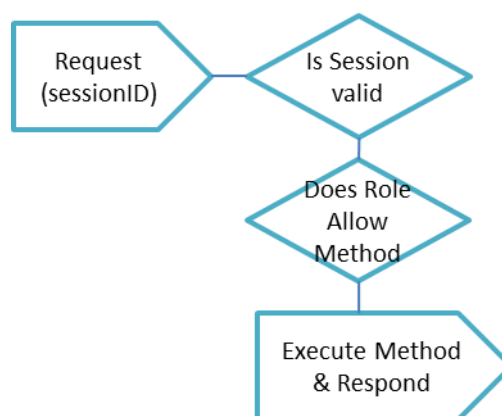 Request
(sessionID)
Is Session
valid
Does Role
Allow
Method
Execute Method
& Respond